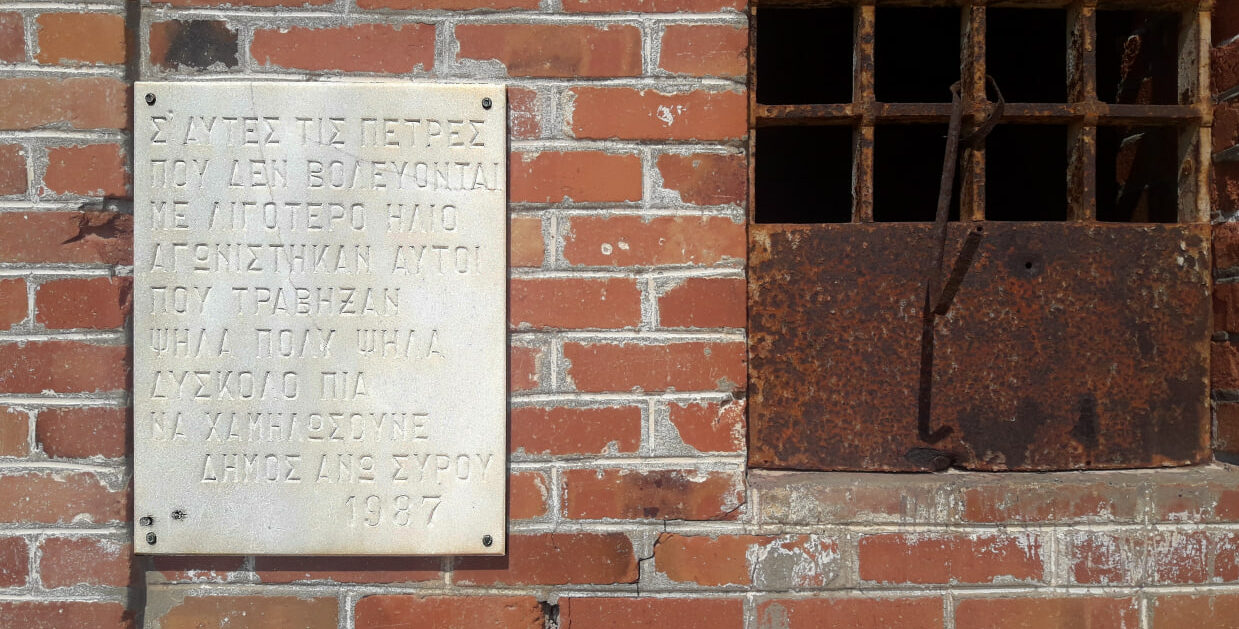 Σ' ΑΥΤΕΣ ΤΙΣ ΠΕΤΡΕΣ
ΠΟΥ ΔΕΝ ΒΟΛΕΥΟΝΤΑΙ
ΜΕ ΛΙΓΟΤΕΡΟ ΗΛΙΟ
ΑΓΩΝΙΣΤΗΚΑΝ ΑΥΤΟΙ
ΠΟΥ ΤΡΑΒΗΞΑΝ
ΨΗΛΑ ΠΟΛΥ ΨΗΛΑ
ΔΥΣΚΟΛΟ ΠΙΑ
ΝΑ ΧΑΜΗΛΩΣΟΥΝΕ
ΔΗΜΟΣ ΑΝΩ ΣΥΡΟΥ
1987